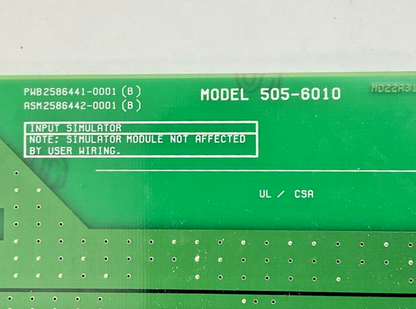 PWB2586441-0001 (B)
ASM2586442-0001 (B)
MODEL 505-6010
INPUT SIMULATOR
NOTE: SIMULATOR MODULE NOT AFFECTED
BY USER WIRING.
UL / CSA